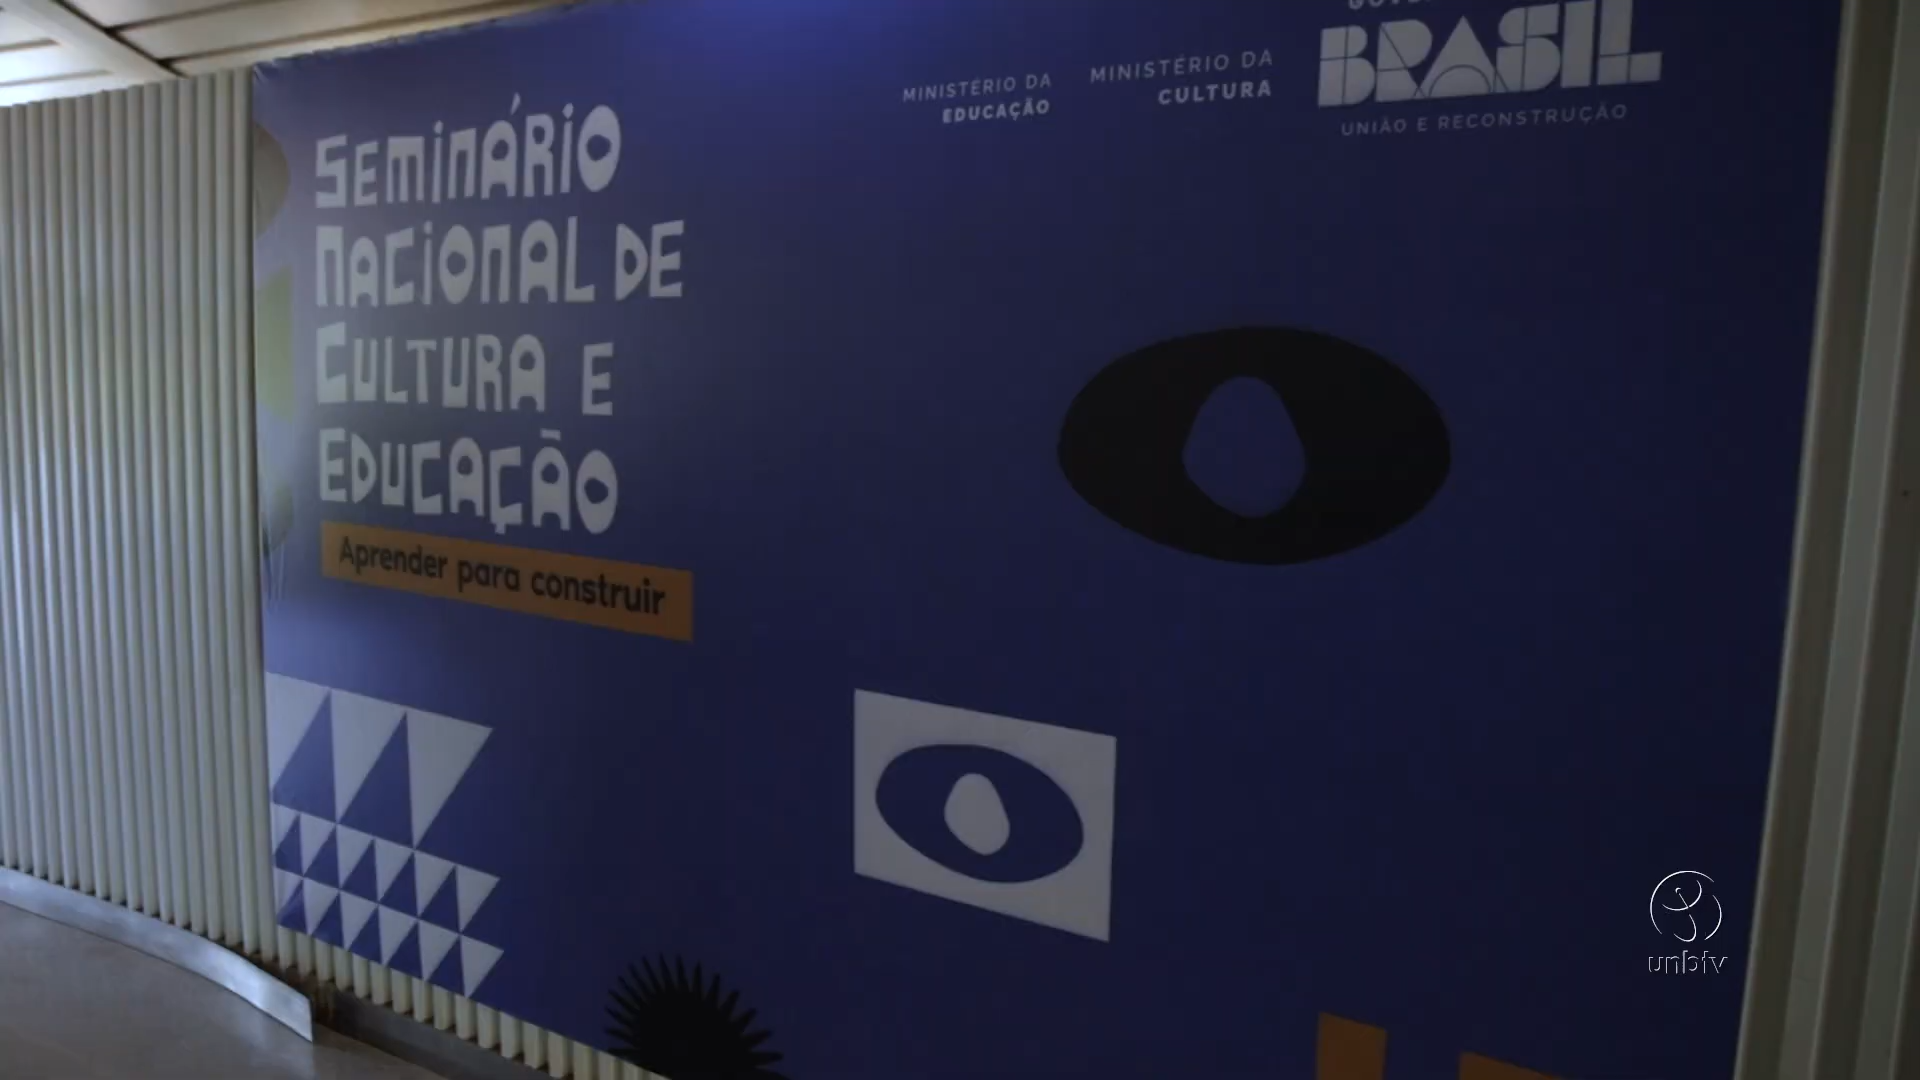 SEMINÁRIO
NACIONAL DE
CULTURA E
EDUCAÇÃO
Aprender para construir
MINISTÉRIO DA
EDUCAÇÃO
MINISTÉRIO DA
CULTURA
BRASIL
UNIÃO E RECONSTRUÇÃO
unbtv